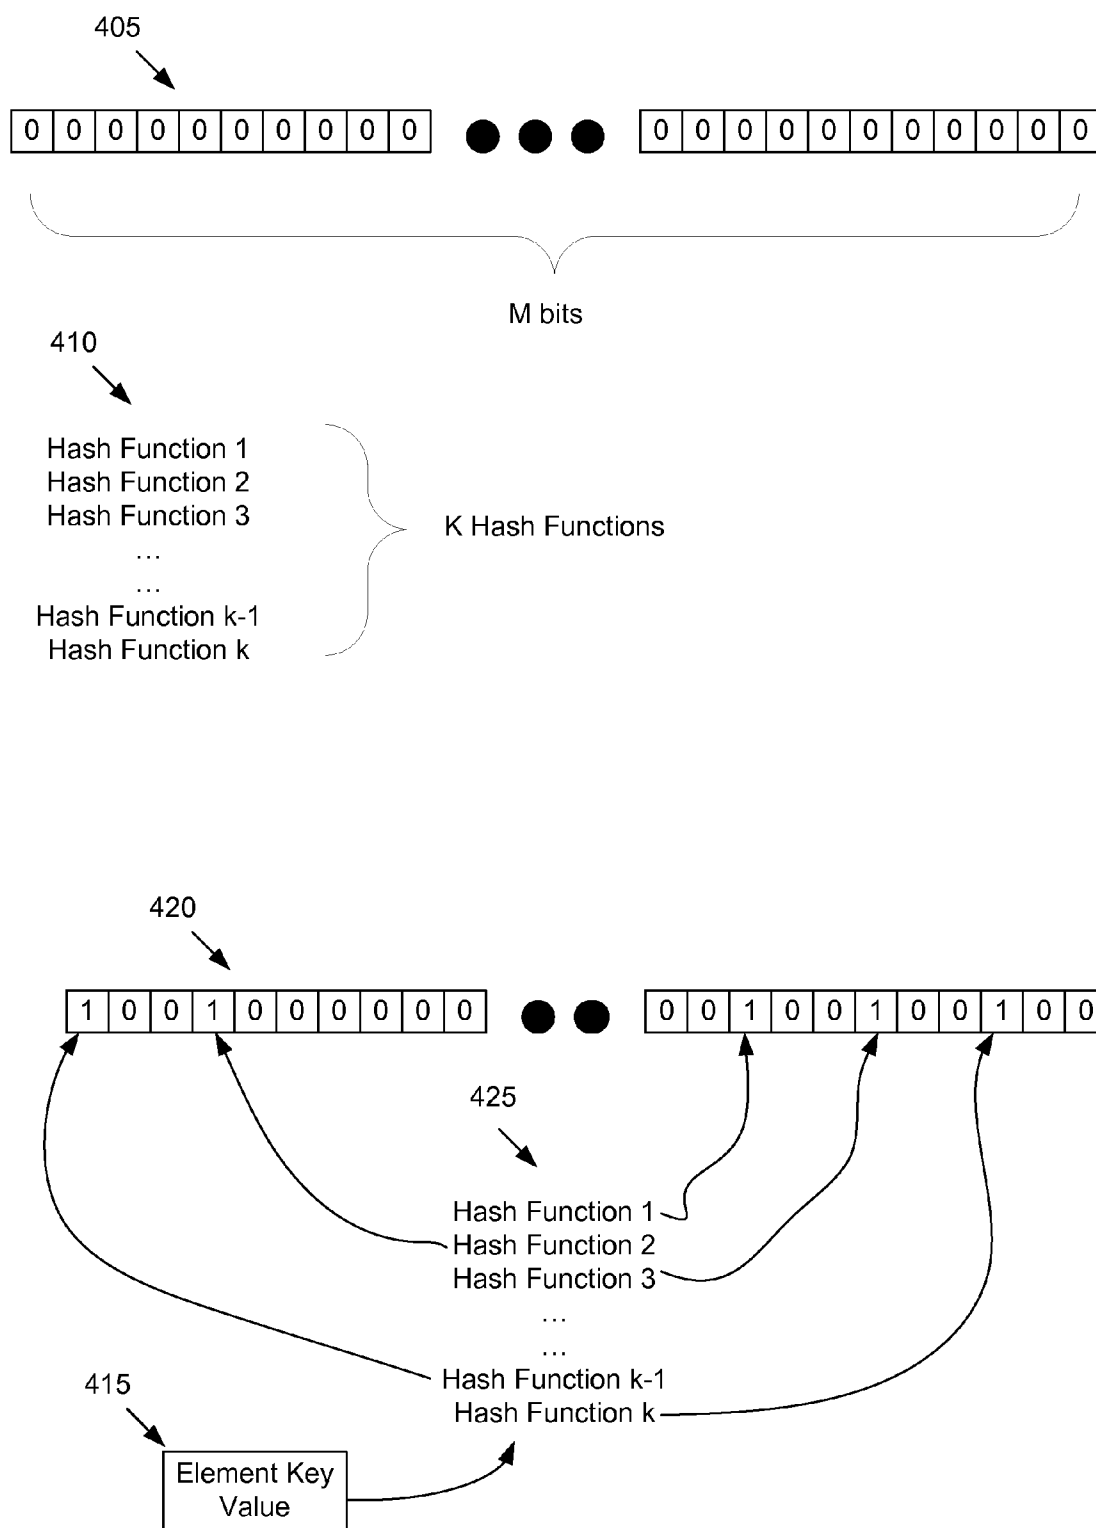 405
0 0 0 0 0 0 0 0 0 0 0 0 0 0 0 0 0 0 0 0 0
M bits
410
Hash Function 1
Hash Function 2
Hash Function 3
...
...
Hash Function k-1
Hash Function k
K Hash Functions
420
1 0 0 1 0 0 0 0 0 0 0 0 1 0 0 1 0 0 1 0 0
425
Hash Function 1
Hash Function 2
Hash Function 3
...
...
Hash Function k-1
Hash Function k
415
Element Key
Value